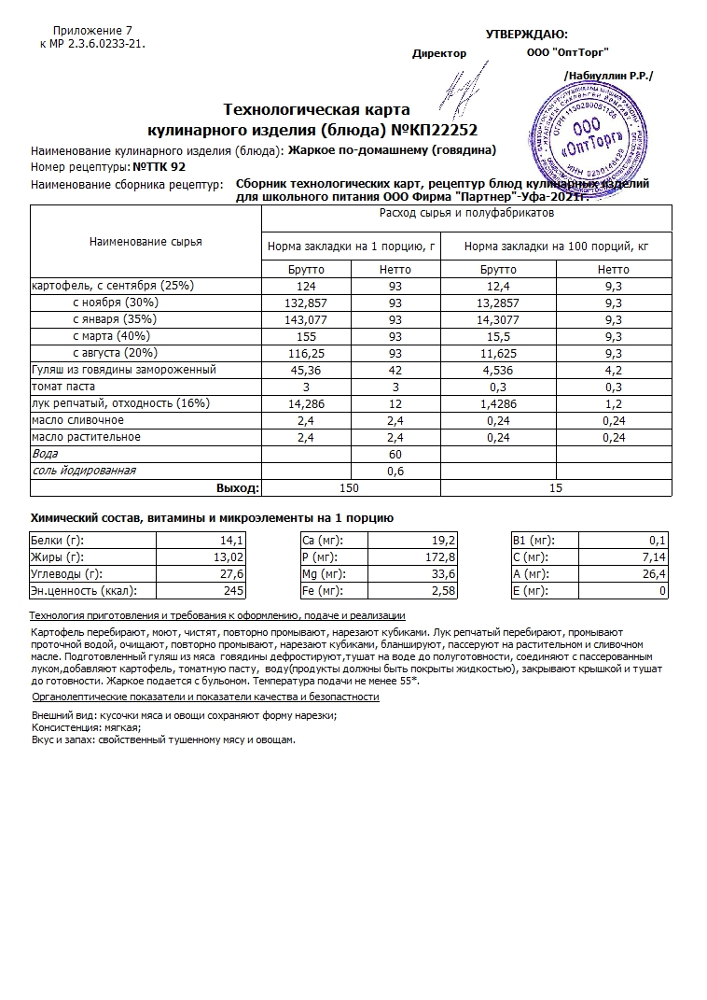 Приложение 7
к МР 2.3.6.0233-21.
УТВЕРЖДАЮ:
Директор ООО "ОптТорг"
/Набиуллин Р.Р./
ООО
«ОптТорг»
Технологическая карта
кулинарного изделия (блюда) №КП22252
Наименование кулинарного изделия (блюда): Жаркое по-домашнему (говядина)
Номер рецептуры: №ТТК 92
Наименование сборника рецептур: Сборник технологических карт, рецептур блюд кулинарных изделий
для школьного питания ООО Фирма "Партнер"-Уфа-2021г.
Наименование сырья Расход сырья и полуфабрикатов
Норма закладки на 1 порцию, г Норма закладки на 100 порций, кг
Брутто Нетто Брутто Нетто
картофель, с сентября (25%) 124 93 12,4 9,3
с ноября (30%) 132,857 93 13,2857 9,3
с января (35%) 143,077 93 14,3077 9,3
с марта (40%) 155 93 15,5 9,3
с августа (20%) 116,25 93 11,625 9,3
Гуляш из говядины замороженный 45,36 42 4,536 4,2
томат паста 3 3 0,3 0,3
лук репчатый, отходность (16%) 14,286 12 1,4286 1,2
масло сливочное 2,4 2,4 0,24 0,24
масло растительное 2,4 2,4 0,24 0,24
Вода 60
соль йодированная 0,6
Выход: 150 15
Химический состав, витамины и микроэлементы на 1 порцию
Белки (г): 14,1 Ca (мг): 19,2 B1 (мг): 0,1
Жиры (г): 13,02 P (мг): 172,8 C (мг): 7,14
Углеводы (г): 27,6 Mg (мг): 33,6 A (мг): 26,4
Эн.ценность (ккал): 245 Fe (мг): 2,58 E (мг): 0
Технология приготовления и требования к оформлению, подаче и реализации
Картофель перебирают, моют, чистят, повторно промывают, нарезают кубиками. Лук репчатый перебирают, промывают
проточной водой, очищают, повторно промывают, нарезают кубиками, бланшируют, пассеруют на растительном и сливочном
масле. Подготовленный гуляш из мяса говядины дефростируют,тушат на воде до полуготовности, соединяют с пассерованным
луком,добавляют картофель, томатную пасту, воду(продукты должны быть покрыты жидкостью), закрывают крышкой и тушат
до готовности. Жаркое подается с бульоном. Температура подачи не менее 55*.
Органолептические показатели и показатели качества и безопастности
Внешний вид: кусочки мяса и овощи сохраняют форму нарезки;
Консистенция: мягкая;
Вкус и запах: свойственный тушенному мясу и овощам.